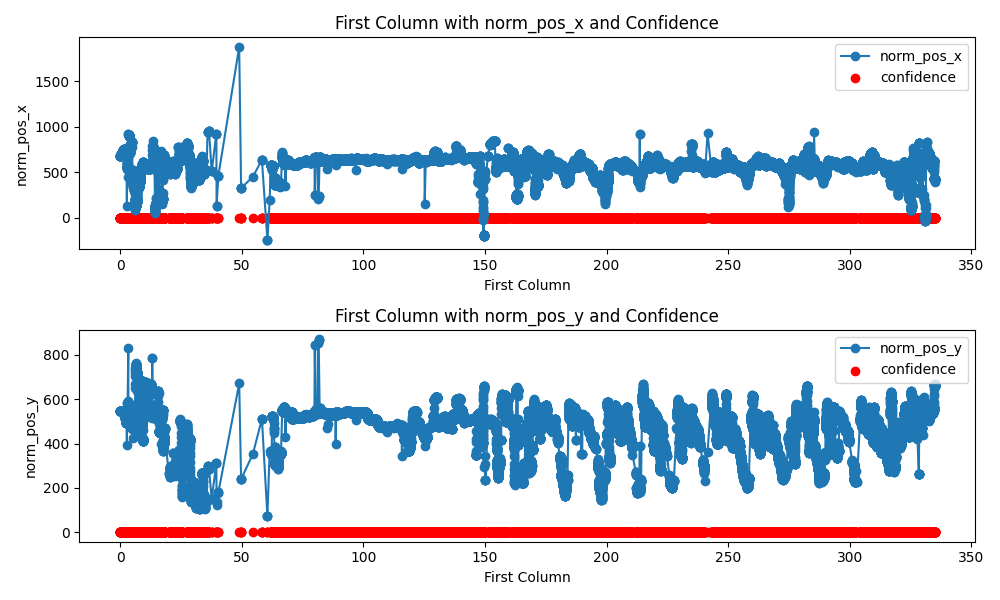 First Column with norm_pos_x and Confidence
norm_pos_x
confidence
1500
1000
500
0
norm_pos_x
0
50
100
150
200
250
300
350
First Column
First Column with norm_pos_y and Confidence
norm_pos_y
confidence
800
600
400
200
0
norm_pos_y
0
50
100
150
200
250
300
350
First Column